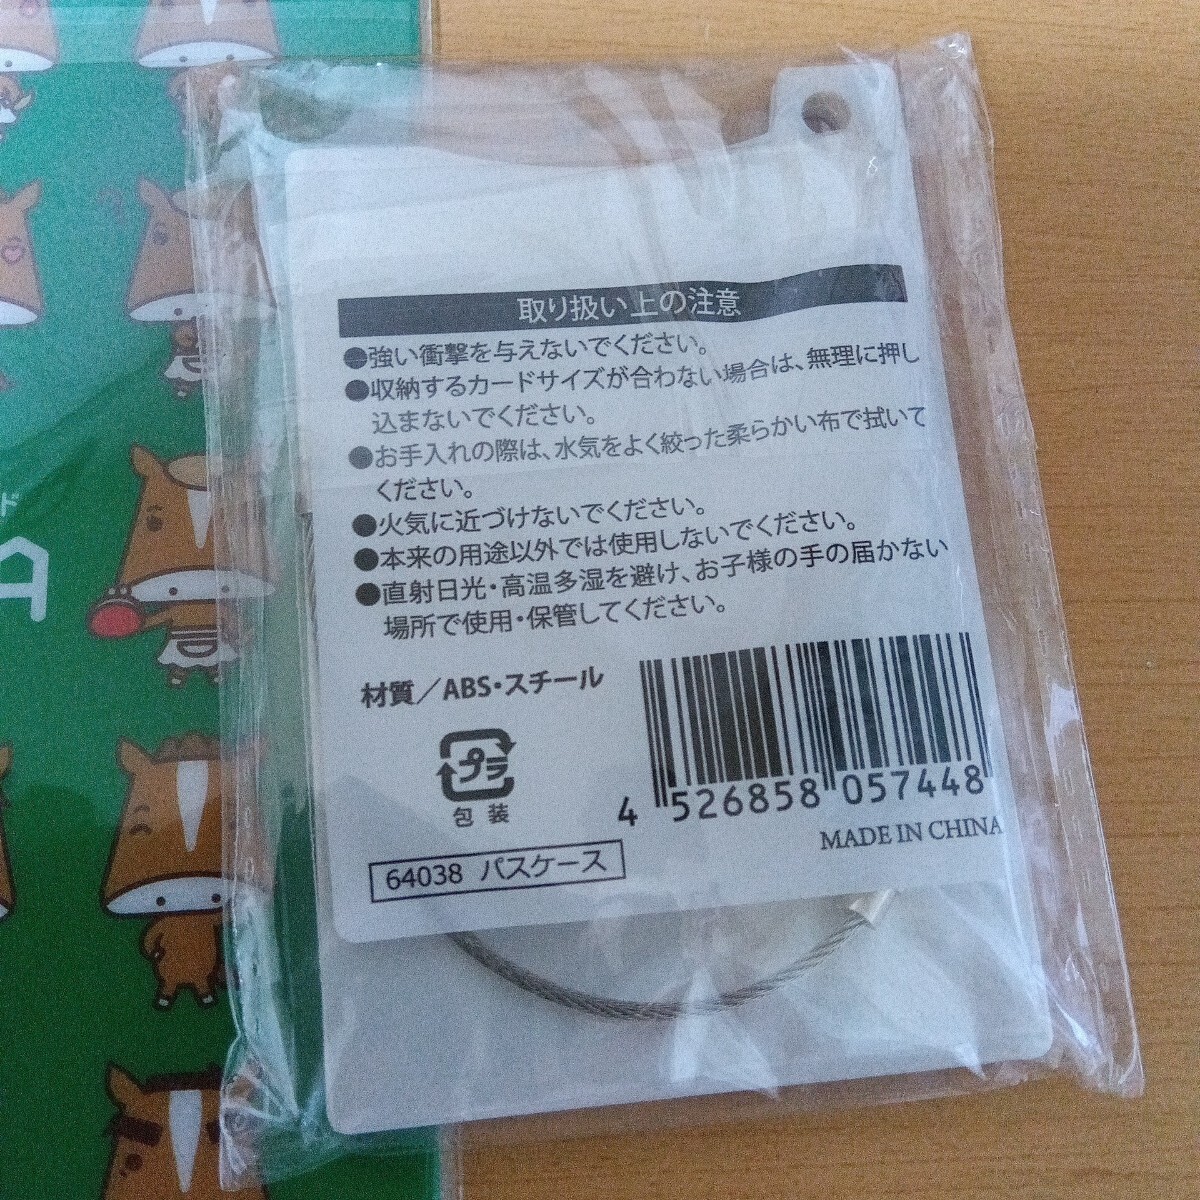 取り扱い上の注意
●強い衝撃を与えないでください。
●収納するカードサイズが合わない場合は、無理に押し
込まないでください。
●お手入れの際は、水気をよく絞った柔らかい布で拭いて
ください。
●火気に近づけないでください。
●本来の用途以外では使用しないでください。
●直射日光・高温多湿を避け、お子様の手の届かない
場所で使用・保管してください。
材質／ABS・スチール
プラ
包装
4 526858 057448
MADE IN CHINA
64038 パスケース
ド
A